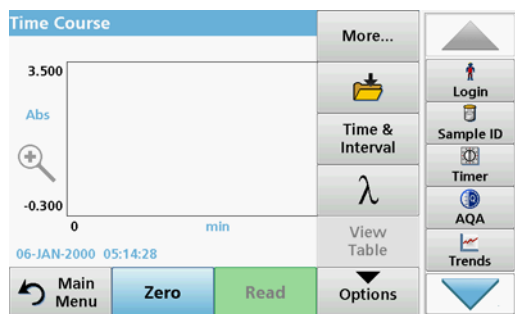 Time Course
More...
3.500
Abs
-0.300
0
min
06-JAN-2000 05:14:28
Time &
Interval
λ
View
Table
Main
Menu
Zero
Read
Options
Login
Sample ID
Timer
AQA
Trends